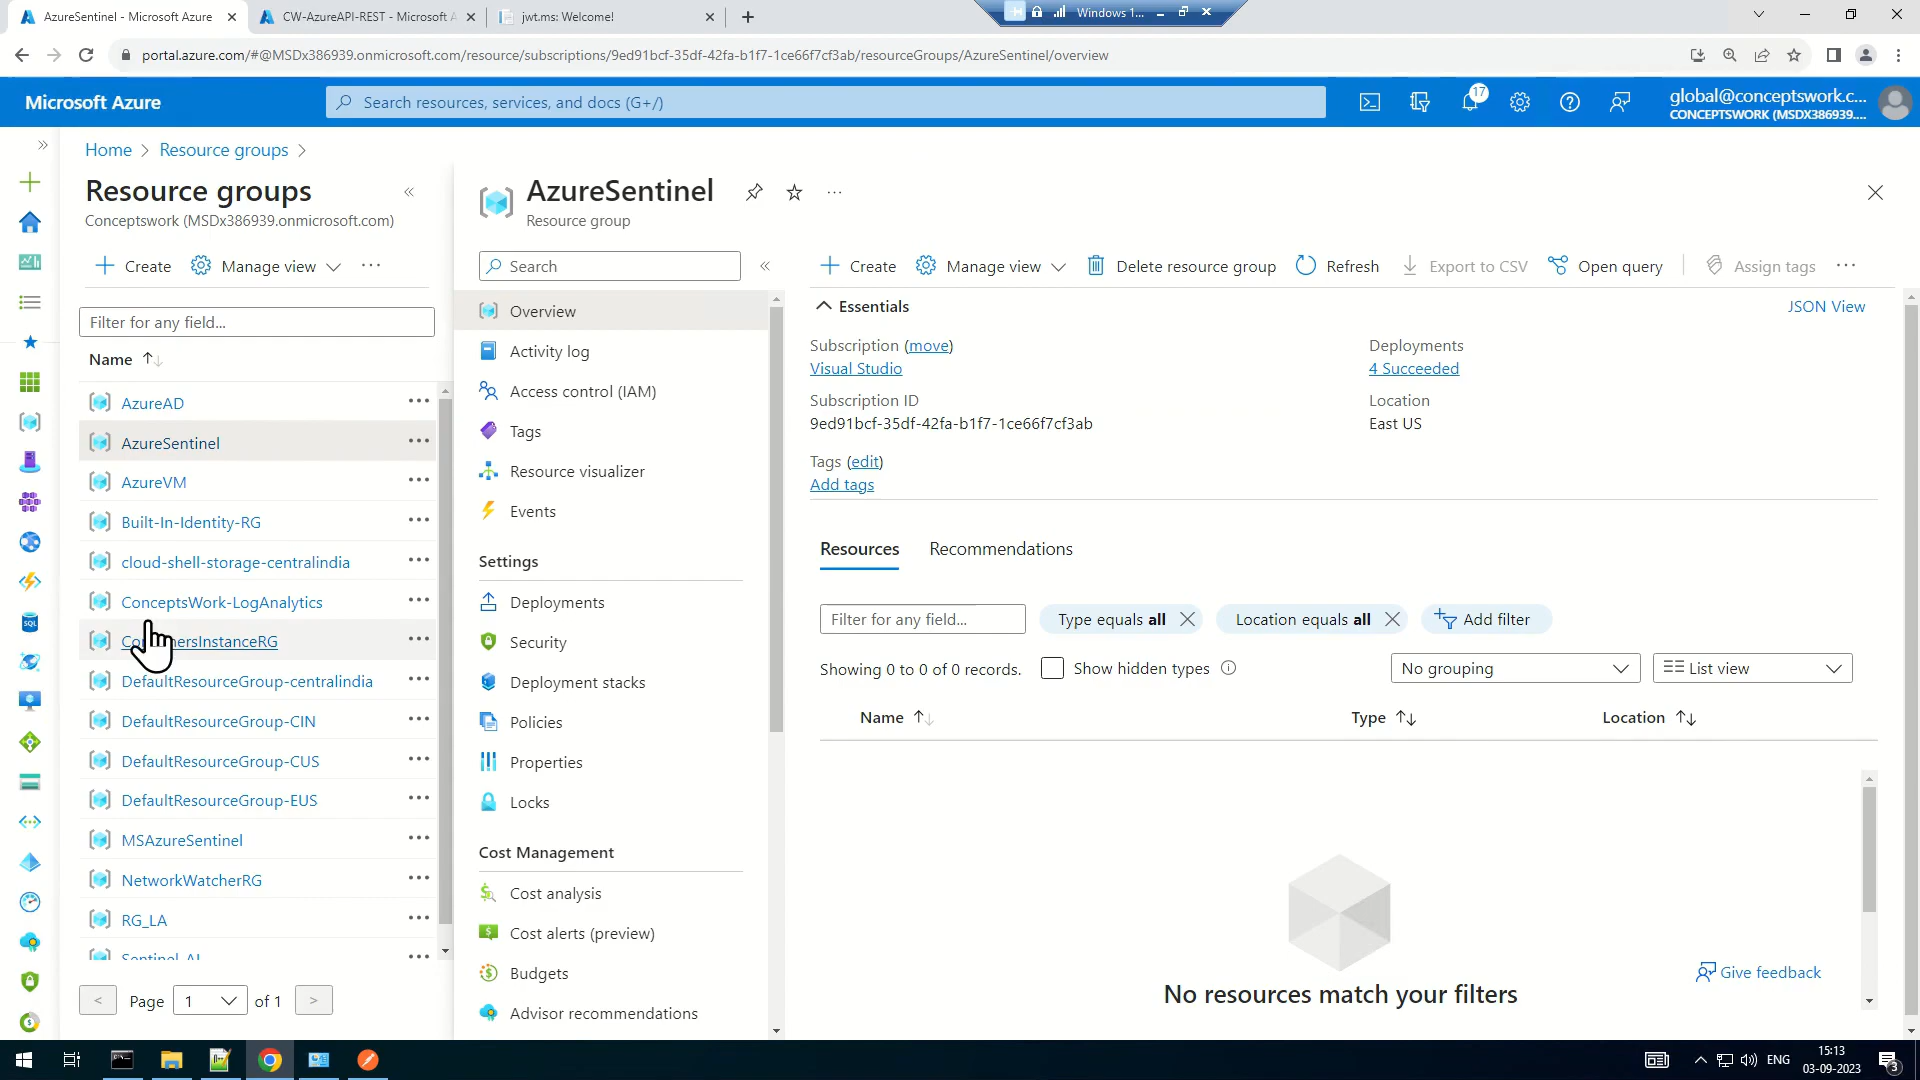 AzureSentinel - Microsoft Azure
CW-AzureAPI-REST - Microsoft A
jwt.ms: Welcome!
Windows 1...
portal.azure.com/#@MSDx386939.onmicrosoft.com/resource/subscriptions/9ed91bcf-35df-42fa-b1f7-1ce66f7cf3ab/resourceGroups/AzureSentinel/overview
Microsoft Azure
Search resources, services, and docs (G+/)
17
global@conceptswork.c...
CONCEPTSWORK (MSDX386939....
Home > Resource groups >
Resource groups
Conceptswork (MSDx386939.onmicrosoft.com)
Create
Manage view
Filter for any field...
Name
AzureAD
AzureSentinel
AzureVM
Built-In-Identity-RG
cloud-shell-storage-centralindia
ConceptsWork-LogAnalytics
DefaultResourceGroup-centralindia
DefaultResourceGroup-CIN
DefaultResourceGroup-CUS
DefaultResourceGroup-EUS
MSAzureSentinel
NetworkWatcherRG
RG_LA
< Page 1 of 1 >
AzureSentinel
Resource group
Search
Overview
Activity log
Access control (IAM)
Tags
Resource visualizer
Events
Settings
Deployments
Security
Deployment stacks
Policies
Properties
Locks
Cost Management
Cost analysis
Cost alerts (preview)
Budgets
Advisor recommendations
Create
Manage view
Delete resource group
Refresh
Export to CSV
Open query
Assign tags
Essentials
JSON View
Subscription (move)
Visual Studio
Subscription ID
9ed91bcf-35df-42fa-b1f7-1ce66f7cf3ab
Tags (edit)
Add tags
Deployments
4 Succeeded
Location
East US
Resources
Recommendations
Filter for any field...
Type equals all
Location equals all
Add filter
Showing 0 to 0 of 0 records.
Show hidden types
No grouping
List view
Name
Type
Location
No resources match your filters
Give feedback
ENG
15:13
03-09-2023
3